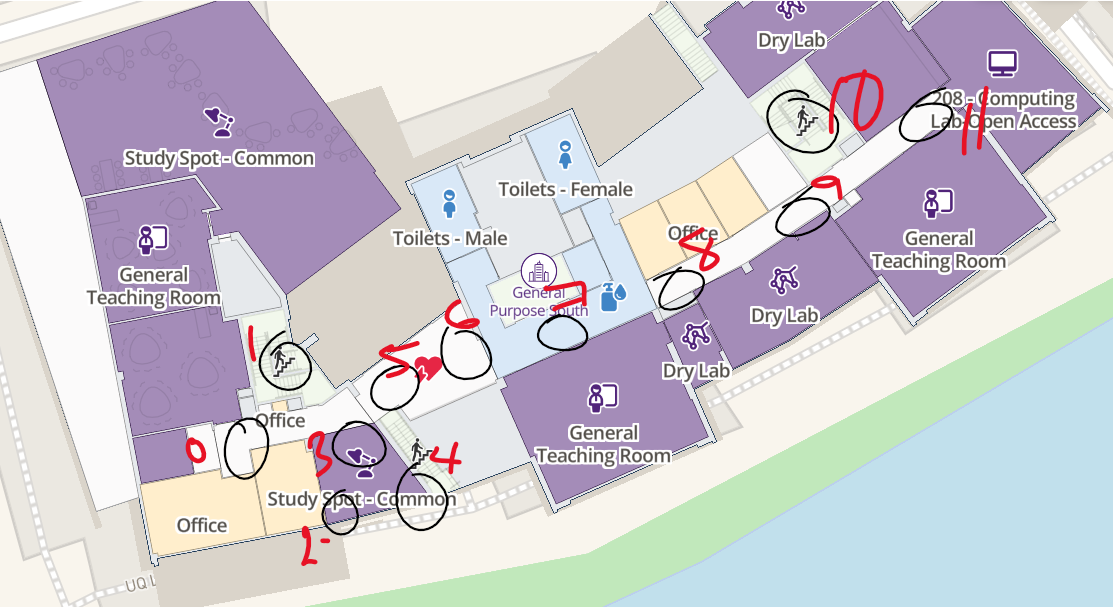 Dry Lab
10
208 - Computing
Lab Open Access
11
Study Spot - Common
Toilets - Female
9
Toilets - Male
Office
8
General
Teaching Room
General
Teaching Room
General
Purpose South
7
6
Dry Lab
1
5
Dry Lab
Office
0
3
4
General
Teaching Room
Study Spot - Common
Office
2
UQ L